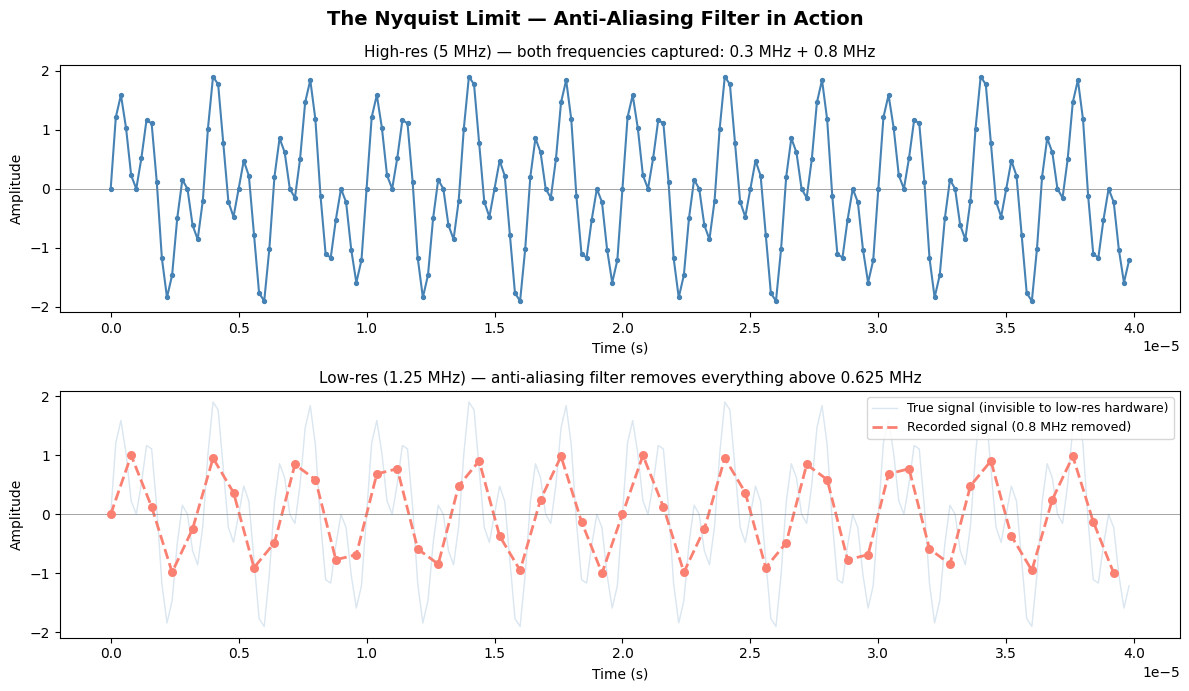 The Nyquist Limit — Anti-Aliasing Filter in Action
High-res (5 MHz) — both frequencies captured: 0.3 MHz + 0.8 MHz
2
1
0
−1
−2
Amplitude
0.0 0.5 1.0 1.5 2.0 2.5 3.0 3.5 4.0
Time (s)
1e−5
Low-res (1.25 MHz) — anti-aliasing filter removes everything above 0.625 MHz
True signal (invisible to low-res hardware)
Recorded signal (0.8 MHz removed)
2
1
0
−1
−2
Amplitude
0.0 0.5 1.0 1.5 2.0 2.5 3.0 3.5 4.0
Time (s)
1e−5